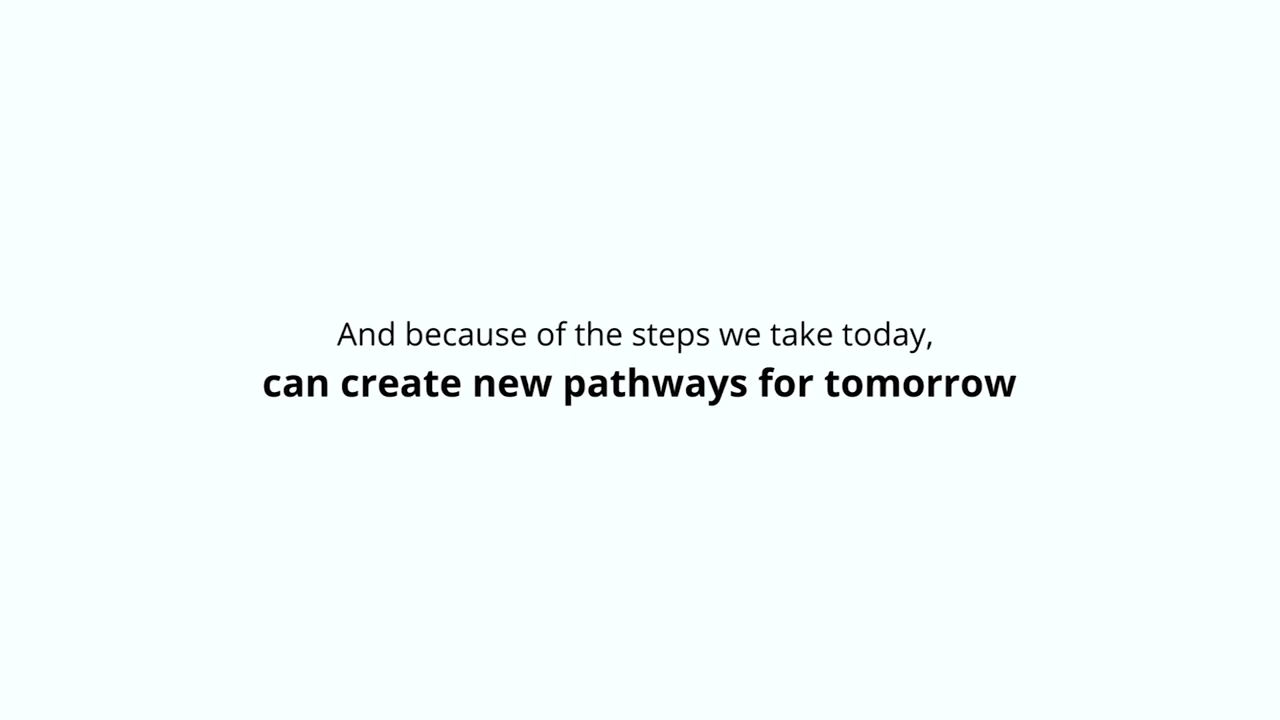 And because of the steps we take today,
can create new pathways for tomorrow